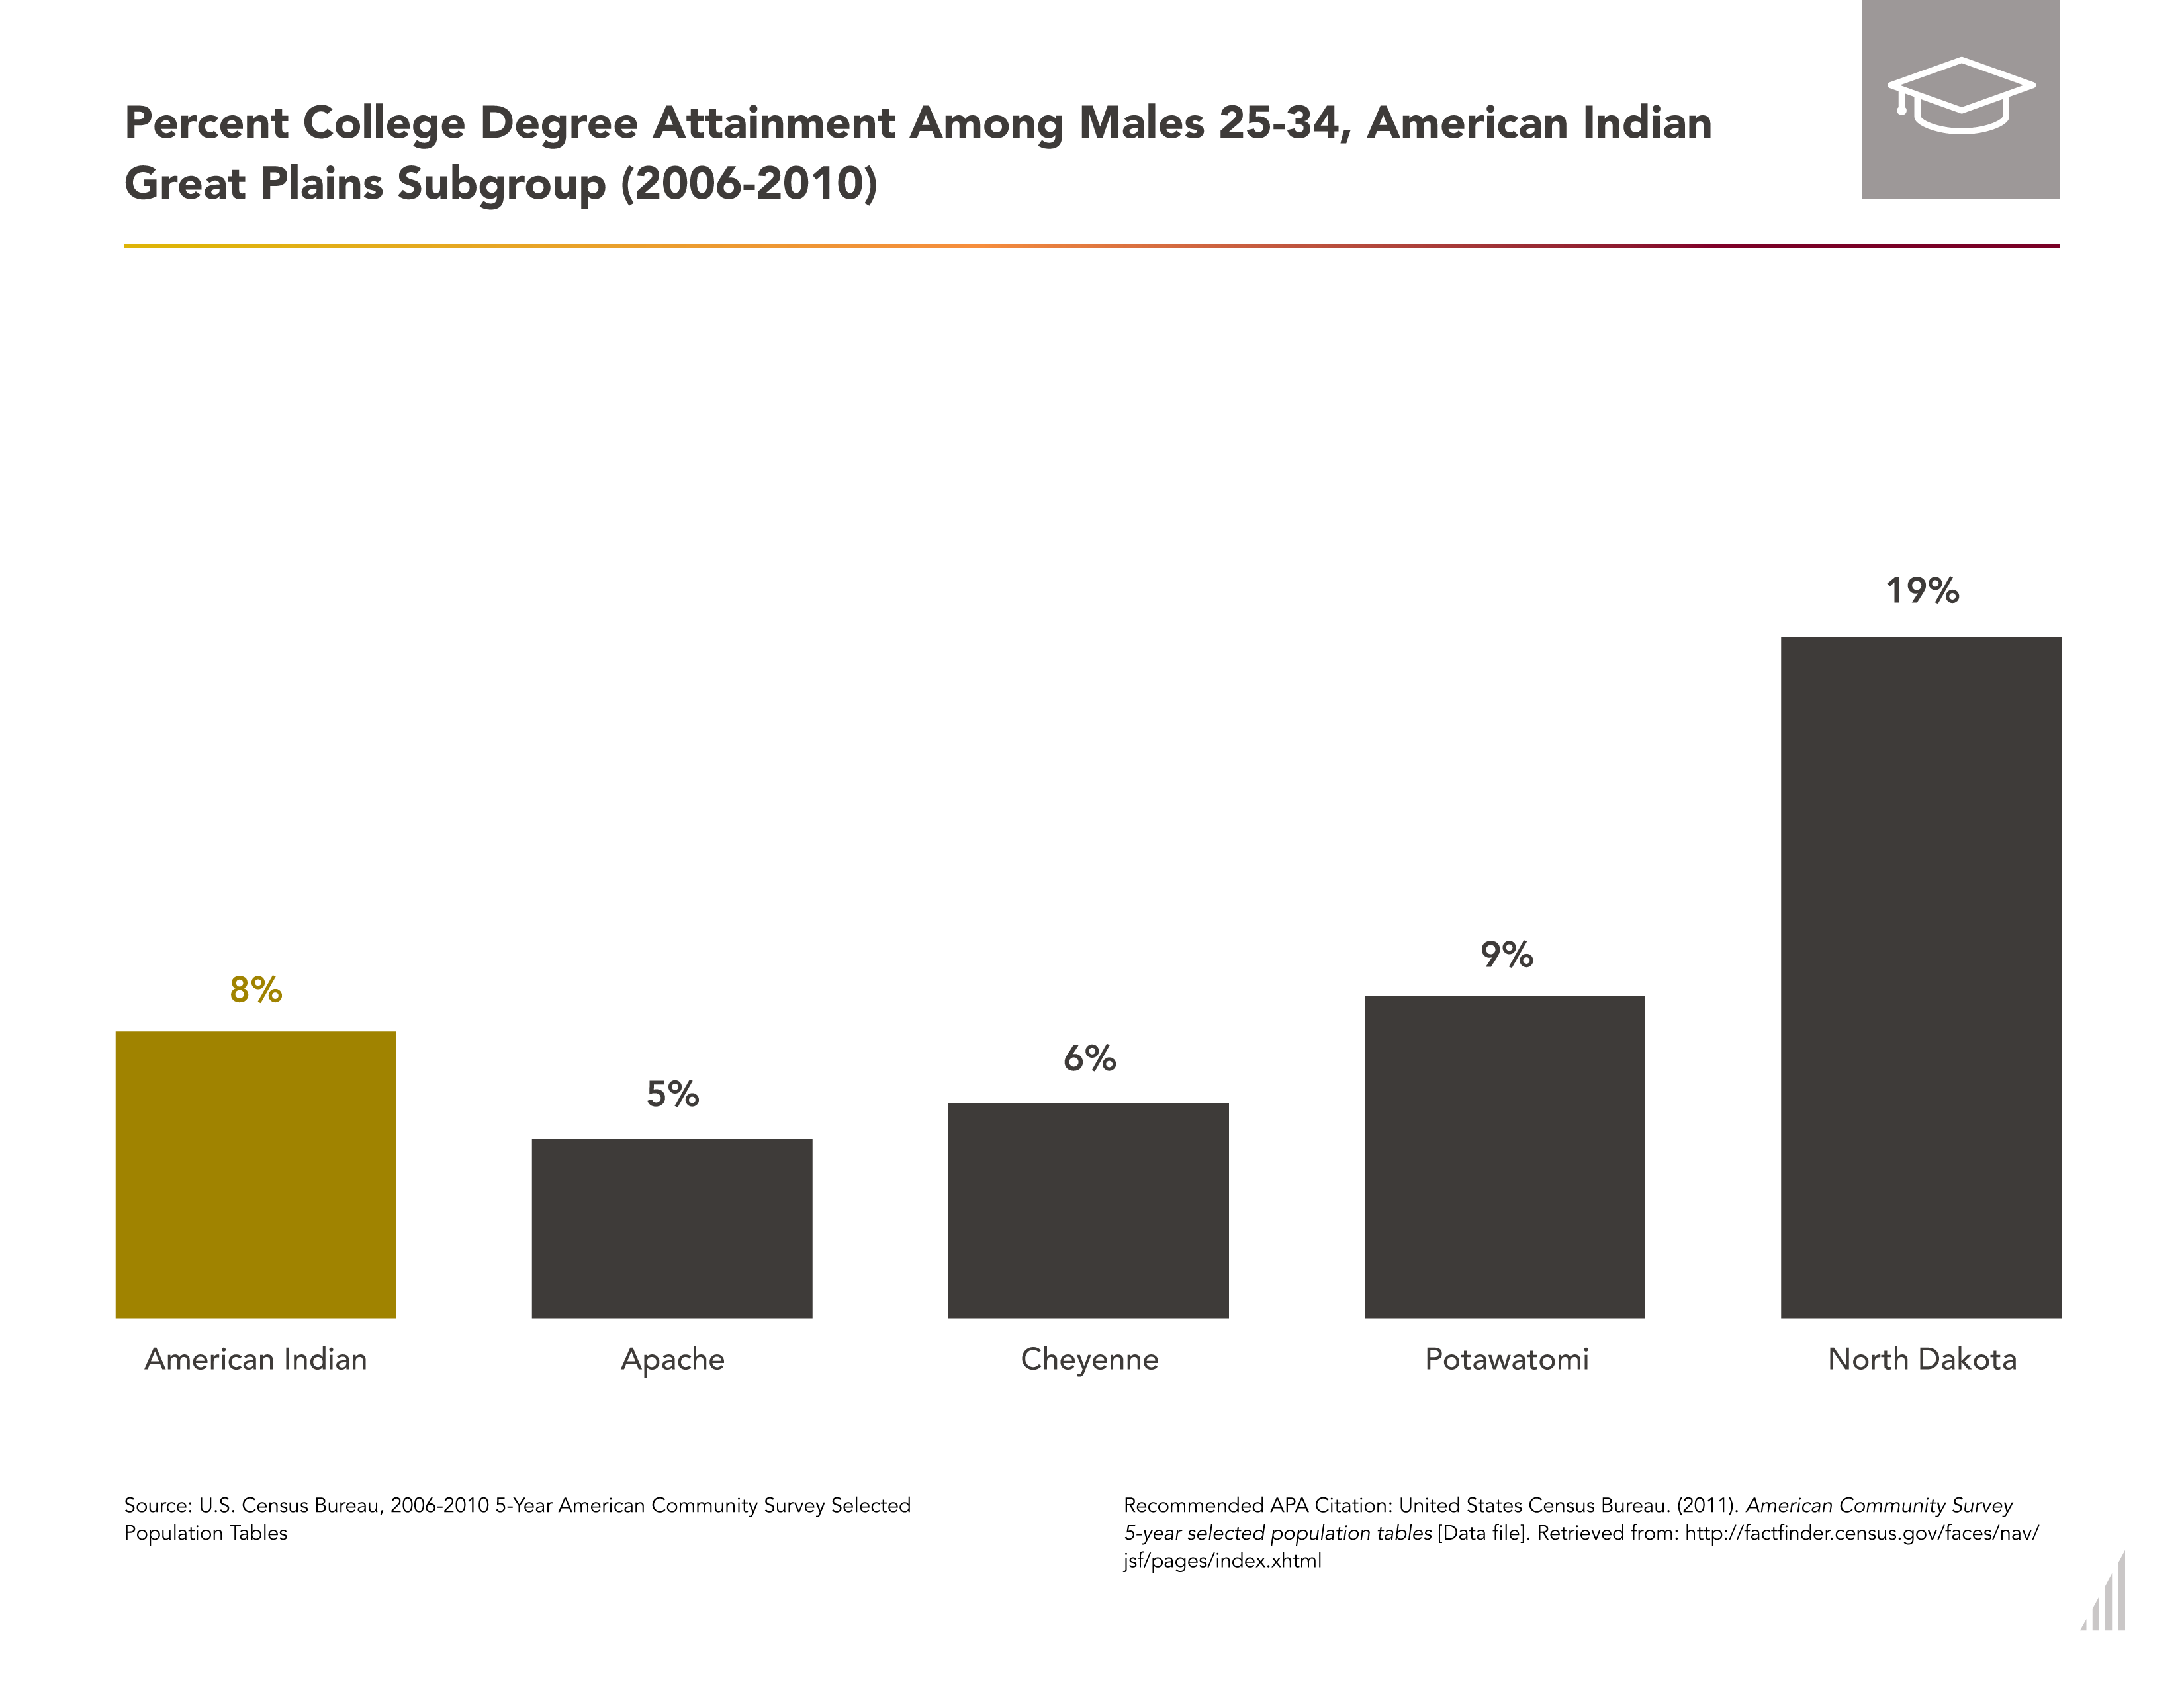 Percent College Degree Attainment Among Males 25-34, American Indian
Great Plains Subgroup (2006-2010)
8%
5%
6%
9%
19%
American Indian
Apache
Cheyenne
Potawatomi
North Dakota
Source: U.S. Census Bureau, 2006-2010 5-Year American Community Survey Selected
Population Tables
Recommended APA Citation: United States Census Bureau. (2011). American Community Survey
5-year selected population tables [Data file]. Retrieved from: http://factfinder.census.gov/faces/nav/
jsf/pages/index.xhtml